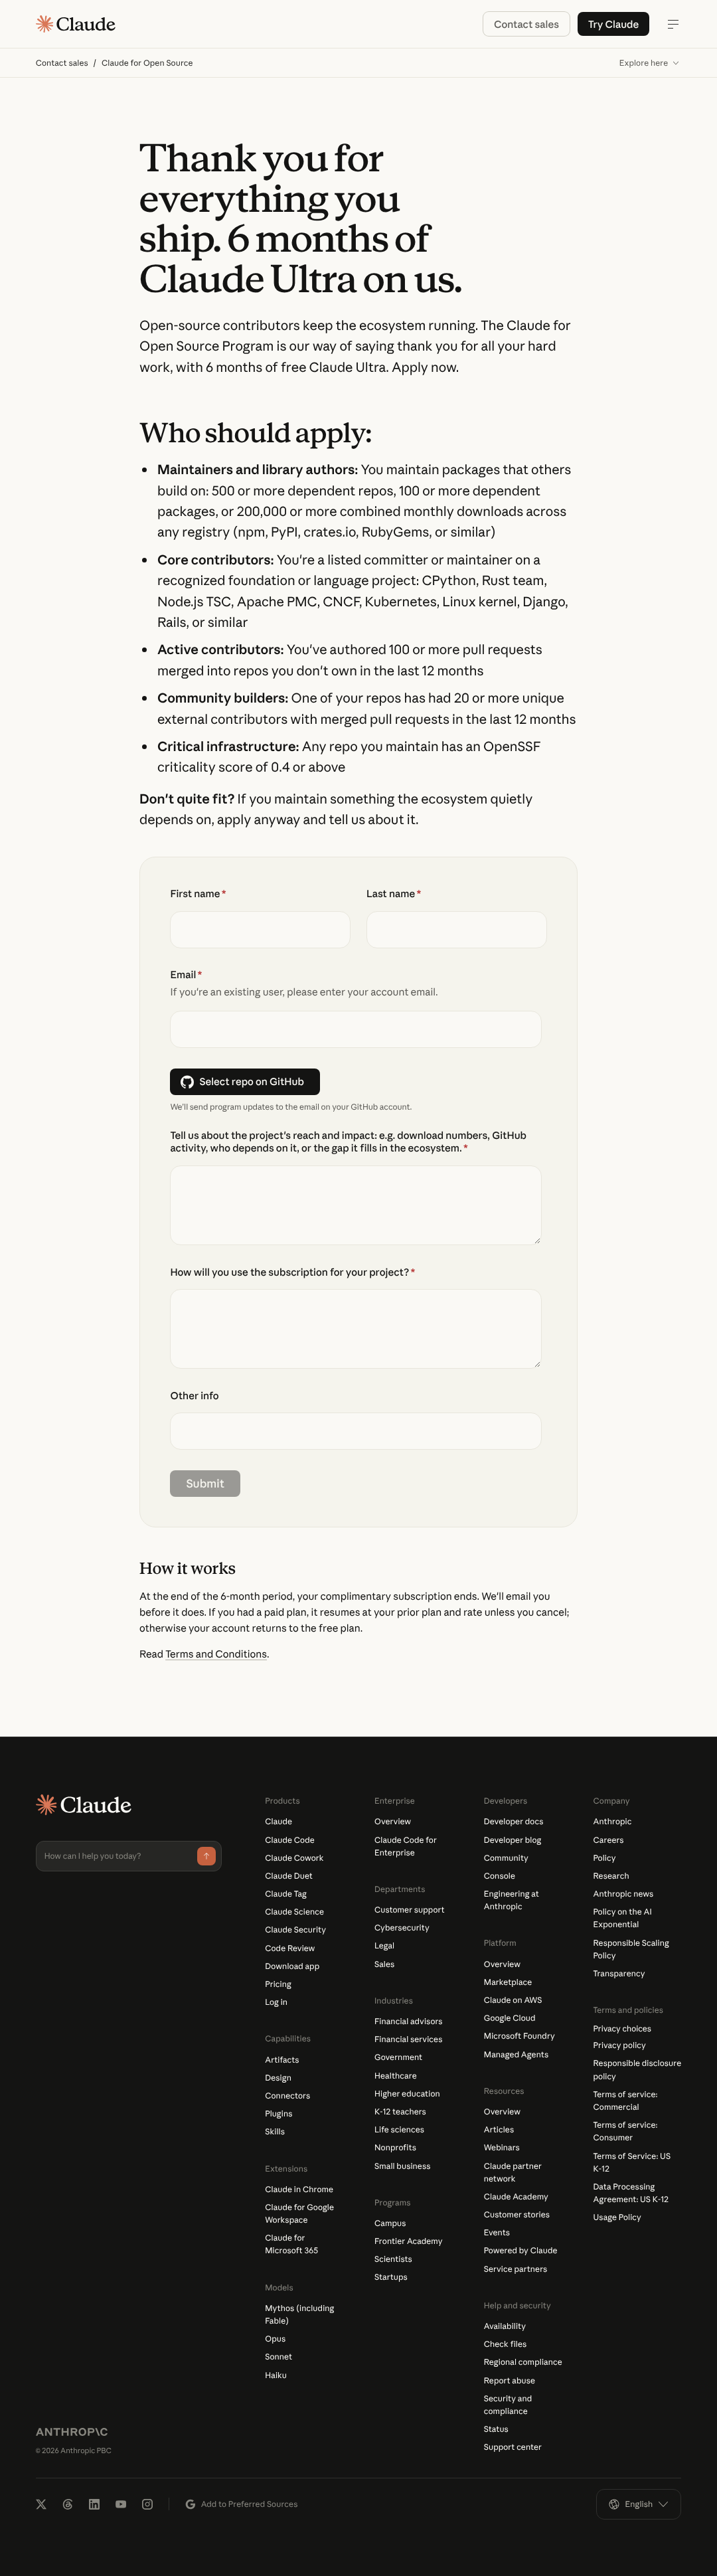 Claude
Contact sales
Try Claude
Contact sales / Claude for Open Source
Explore here
Thank you for
everything you
ship. 6 months of
Claude Ultra on us.
Open-source contributors keep the ecosystem running. The Claude for
Open Source Program is our way of saying thank you for all your hard
work, with 6 months of free Claude Ultra. Apply now.
Who should apply:
• Maintainers and library authors: You maintain packages that others
build on: 500 or more dependent repos, 100 or more dependent
packages, or 200,000 or more combined monthly downloads across
any registry (npm, PyPI, crates.io, RubyGems, or similar)
• Core contributors: You're a listed committer or maintainer on a
recognized foundation or language project: CPython, Rust team,
Node.js TSC, Apache PMC, CNCF, Kubernetes, Linux kernel, Django,
Rails, or similar
• Active contributors: You've authored 100 or more pull requests
merged into repos you don't own in the last 12 months
• Community builders: One of your repos has had 20 or more unique
external contributors with merged pull requests in the last 12 months
• Critical infrastructure: Any repo you maintain has an OpenSSF
criticality score of 0.4 or above
Don't quite fit? If you maintain something the ecosystem quietly
depends on, apply anyway and tell us about it.
First name*
Last name*
Email*
If you're an existing user, please enter your account email.
Select repo on GitHub
We'll send program updates to the email on your GitHub account.
Tell us about the project's reach and impact: e.g. download numbers, GitHub
activity, who depends on it, or the gap it fills in the ecosystem.*
How will you use the subscription for your project?*
Other info
Submit
How it works
At the end of the 6-month period, your complimentary subscription ends. We'll email you
before it does. If you had a paid plan, it resumes at your prior plan and rate unless you cancel;
otherwise your account returns to the free plan.
Read Terms and Conditions.
Claude
How can I help you today?
Products
Claude
Claude Code
Claude Cowork
Claude Duet
Claude Tag
Claude Science
Claude Security
Code Review
Download app
Pricing
Log in
Capabilities
Artifacts
Design
Connectors
Plugins
Skills
Extensions
Claude in Chrome
Claude for Google
Workspace
Claude for
Microsoft 365
Models
Mythos (including
Fable)
Opus
Sonnet
Haiku
Enterprise
Overview
Claude Code for
Enterprise
Departments
Customer support
Cybersecurity
Legal
Sales
Industries
Financial advisors
Financial services
Government
Healthcare
Higher education
K-12 teachers
Life sciences
Nonprofits
Small business
Programs
Campus
Frontier Academy
Scientists
Startups
Developers
Developer docs
Developer blog
Community
Console
Engineering at
Anthropic
Platform
Overview
Marketplace
Claude on AWS
Google Cloud
Microsoft Foundry
Managed Agents
Resources
Overview
Articles
Webinars
Claude partner
network
Claude Academy
Customer stories
Events
Powered by Claude
Service partners
Help and security
Availability
Check files
Regional compliance
Report abuse
Security and
compliance
Status
Support center
Company
Anthropic
Careers
Policy
Research
Anthropic news
Policy on the AI
Exponential
Responsible Scaling
Policy
Transparency
Terms and policies
Privacy choices
Privacy policy
Responsible disclosure
policy
Terms of service:
Commercial
Terms of service:
Consumer
Terms of Service: US
K-12
Data Processing
Agreement: US K-12
Usage Policy
ANTHROP\C
© 2026 Anthropic PBC
Add to Preferred Sources
English